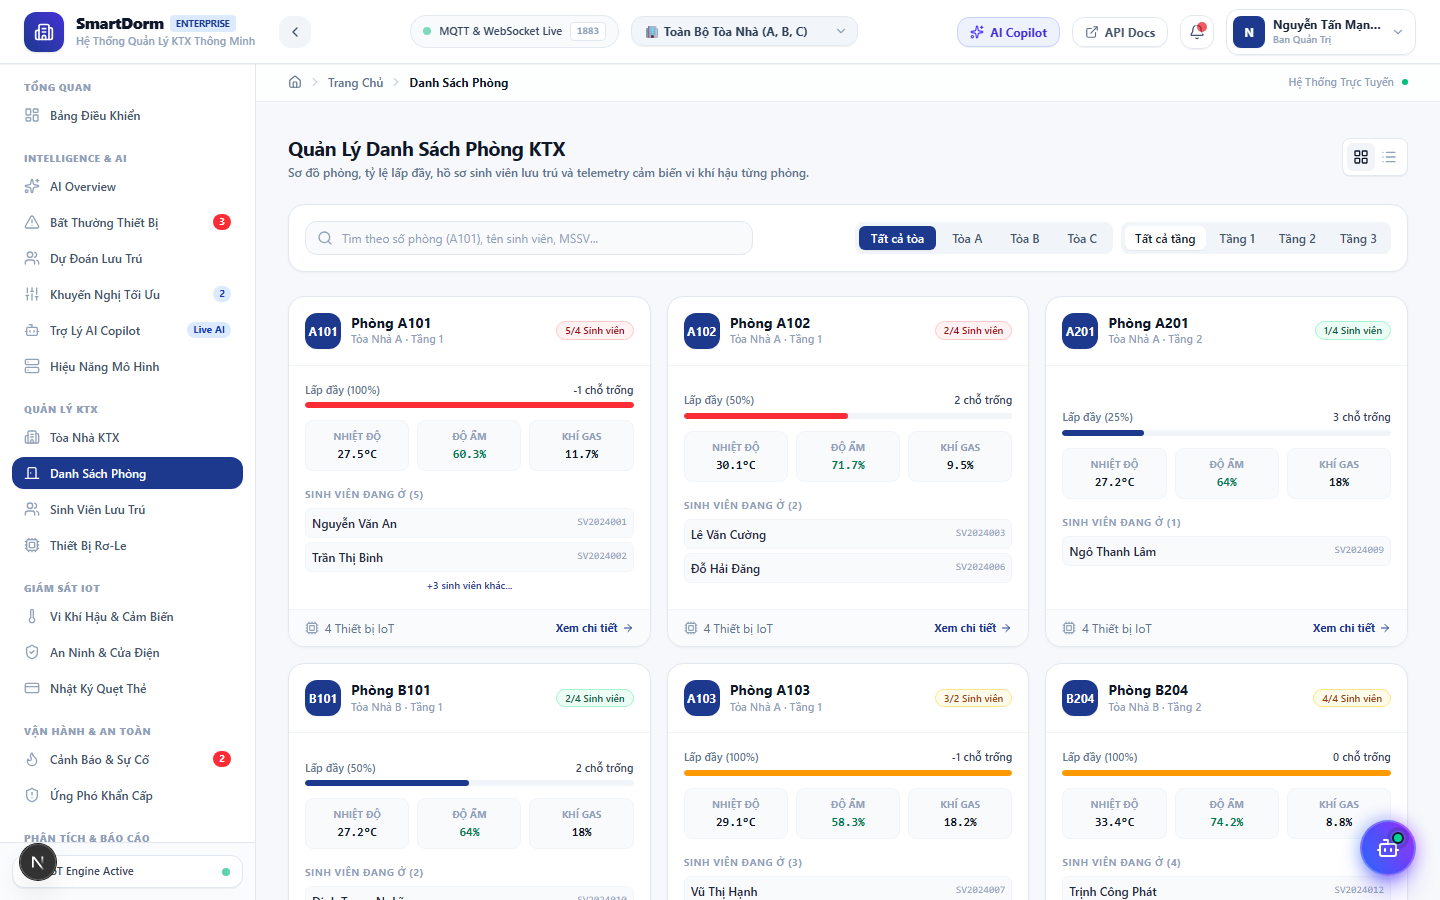 SmartDorm ENTERPRISE
Hệ Thống Quản Lý KTX Thông Minh
MQTT & WebSocket Live 1883
Toàn Bộ Tòa Nhà (A, B, C)
AI Copilot
API Docs
N
Nguyễn Tấn Mạn...
Ban Quản Trị
TỔNG QUAN
Bảng Điều Khiển
INTELLIGENCE & AI
AI Overview
Bất Thường Thiết Bị 3
Dự Đoán Lưu Trú
Khuyến Nghị Tối Ưu 2
Trợ Lý AI Copilot Live AI
Hiệu Năng Mô Hình
QUẢN LÝ KTX
Tòa Nhà KTX
Danh Sách Phòng
Sinh Viên Lưu Trú
Thiết Bị Rơ-Le
GIÁM SÁT IOT
Vi Khí Hậu & Cảm Biến
An Ninh & Cửa Điện
Nhật Ký Quẹt Thẻ
VẬN HÀNH & AN TOÀN
Cảnh Báo & Sự Cố 2
Ứng Phó Khẩn Cấp
PHÂN TÍCH & BÁO CÁO
N
Engine Active
Trang Chủ
Danh Sách Phòng
Hệ Thống Trực Tuyến
Quản Lý Danh Sách Phòng KTX
Sơ đồ phòng, tỷ lệ lấp đầy, hồ sơ sinh viên lưu trú và telemetry cảm biến vi khí hậu từng phòng.
Tìm theo số phòng (A101), tên sinh viên, MSSV...
Tất cả tòa Tòa A Tòa B Tòa C
Tất cả tầng Tầng 1 Tầng 2 Tầng 3
A101 Phòng A101
Tòa Nhà A · Tầng 1
5/4 Sinh viên
Lấp đầy (100%) -1 chỗ trống
NHIỆT ĐỘ ĐỘ ẨM KHÍ GAS
27.5°C 60.3% 11.7%
SINH VIÊN ĐANG Ở (5)
Nguyễn Văn An SV2024001
Trần Thị Bình SV2024002
+3 sinh viên khác...
4 Thiết bị IoT Xem chi tiết
A102 Phòng A102
Tòa Nhà A · Tầng 1
2/4 Sinh viên
Lấp đầy (50%) 2 chỗ trống
NHIỆT ĐỘ ĐỘ ẨM KHÍ GAS
30.1°C 71.7% 9.5%
SINH VIÊN ĐANG Ở (2)
Lê Văn Cường SV2024003
Đỗ Hải Đăng SV2024006
4 Thiết bị IoT Xem chi tiết
A201 Phòng A201
Tòa Nhà A · Tầng 2
1/4 Sinh viên
Lấp đầy (25%) 3 chỗ trống
NHIỆT ĐỘ ĐỘ ẨM KHÍ GAS
27.2°C 64% 18%
SINH VIÊN ĐANG Ở (1)
Ngô Thanh Lâm SV2024009
4 Thiết bị IoT Xem chi tiết
B101 Phòng B101
Tòa Nhà B · Tầng 1
2/4 Sinh viên
Lấp đầy (50%) 2 chỗ trống
NHIỆT ĐỘ ĐỘ ẨM KHÍ GAS
27.2°C 64% 18%
SINH VIÊN ĐANG Ở (2)
A103 Phòng A103
Tòa Nhà A · Tầng 1
3/2 Sinh viên
Lấp đầy (100%) -1 chỗ trống
NHIỆT ĐỘ ĐỘ ẨM KHÍ GAS
29.1°C 58.3% 18.2%
SINH VIÊN ĐANG Ở (3)
Vũ Thị Hạnh SV2024007
B204 Phòng B204
Tòa Nhà B · Tầng 2
4/4 Sinh viên
Lấp đầy (100%) 0 chỗ trống
NHIỆT ĐỘ ĐỘ ẨM KHÍ GAS
33.4°C 74.2% 8.8%
SINH VIÊN ĐANG Ở (4)
Trịnh Công Phát SV2024012